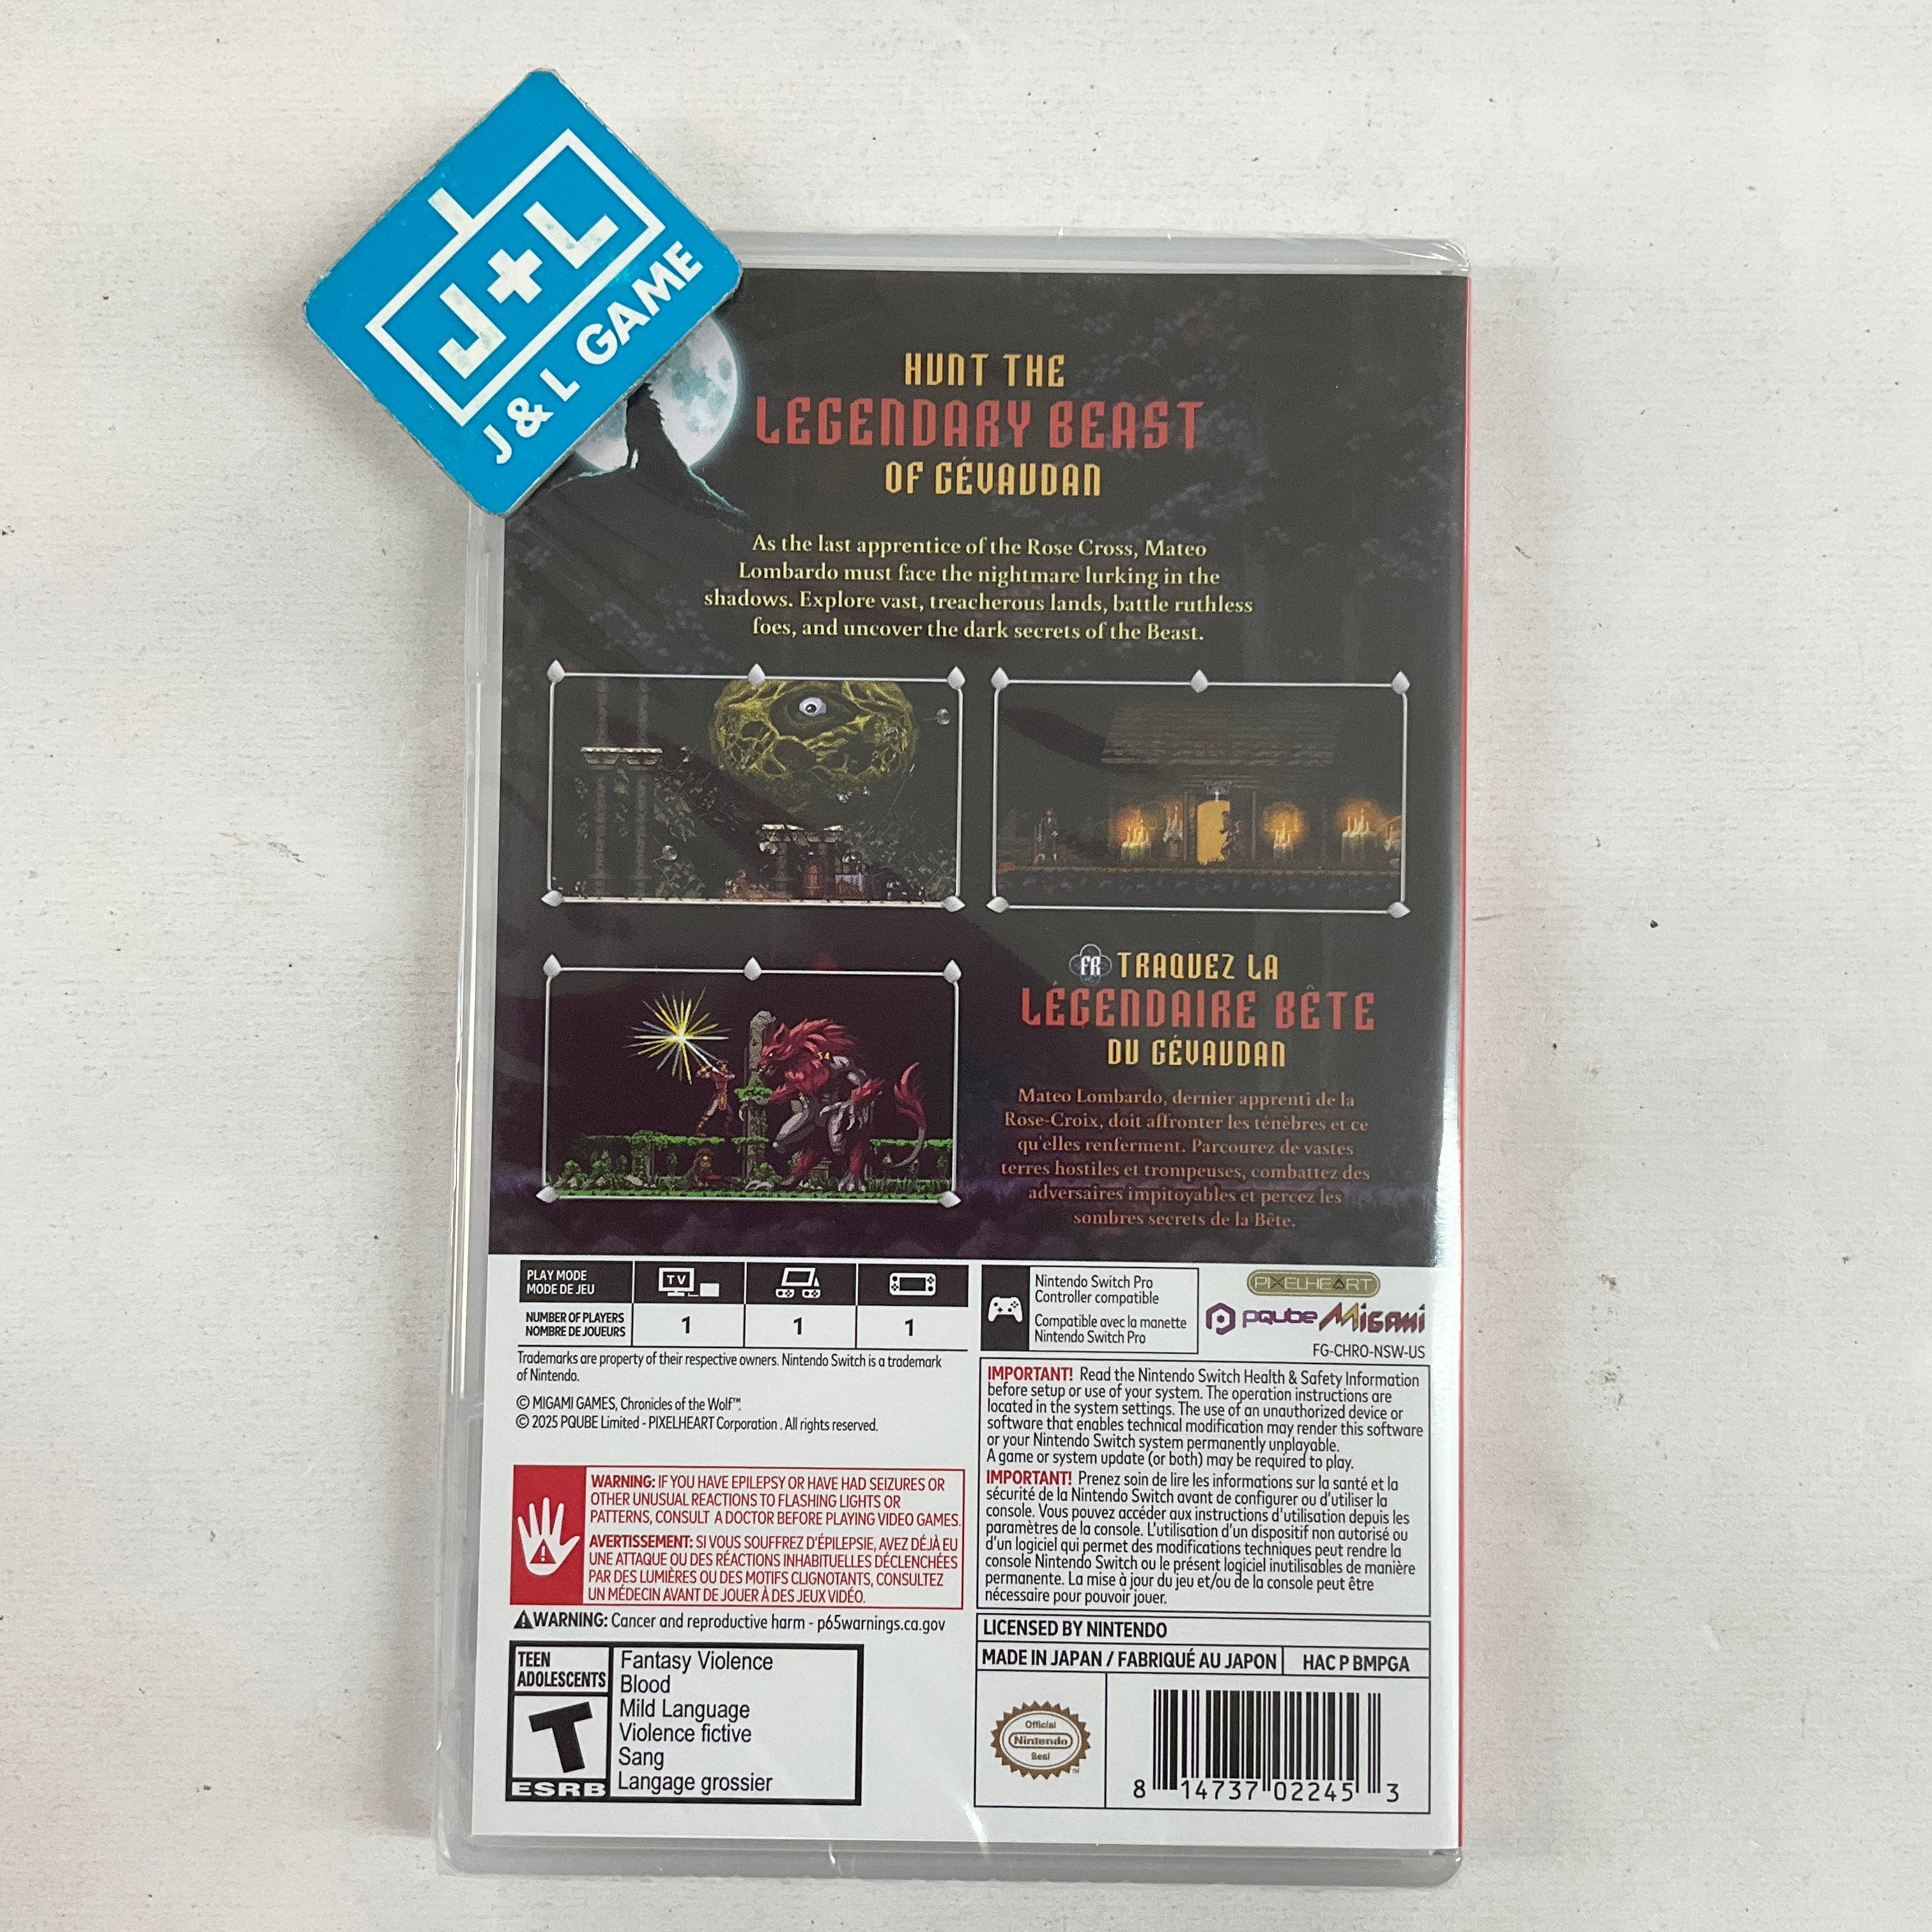 J+L
J & L GAME
HUNT THE
LEGENDARY BEAST
OF GÉVAUDAN
As the last apprentice of the Rose Cross, Mateo
Lombardo must face the nightmare lurking in the
shadows. Explore vast, treacherous lands, battle ruthless
foes, and uncover the dark secrets of the Beast.
54
FR TRAQUEZ LA
LÉGENDAIRE BÊTE
DU GÉVAUDAN
Mateo Lombardo, dernier apprenti de la
Rose-Croix, doit affronter les ténèbres et ce
qu'elles renferment. Parcourez de vastes
terres hostiles et trompeuses, combattez des
adversaires impitoyables et percez les
sombres secrets de la Bête.
PLAY MODE
MODE DE JEU
TV
NUMBER OF PLAYERS
NOMBRE DE JOUEURS
1 1 1
Trademarks are property of their respective owners. Nintendo Switch is a trademark
of Nintendo.
© MIGAMI GAMES, Chronicles of the Wolf™.
© 2025 PQUBE Limited - PIXELHEART Corporation . All rights reserved.
WARNING: IF YOU HAVE EPILEPSY OR HAVE HAD SEIZURES OR
OTHER UNUSUAL REACTIONS TO FLASHING LIGHTS OR
PATTERNS, CONSULT A DOCTOR BEFORE PLAYING VIDEO GAMES.
AVERTISSEMENT: SI VOUS SOUFFREZ D'ÉPILEPSIE, AVEZ DÉJÀ EU
UNE ATTAQUE OU DES RÉACTIONS INHABITUELLES DÉCLENCHÉES
PAR DES LUMIÈRES OU DES MOTIFS CLIGNOTANTS, CONSULTEZ
UN MÉDECIN AVANT DE JOUER À DES JEUX VIDÉO.
WARNING: Cancer and reproductive harm - p65warnings.ca.gov
TEEN
ADOLESCENTS
T
ESRB
Fantasy Violence
Blood
Mild Language
Violence fictive
Sang
Langage grossier
Nintendo Switch Pro
Controller compatible
Compatible avec la manette
Nintendo Switch Pro
PIXELHEART
pqube MiGAMi
FG-CHRO-NSW-US
IMPORTANT! Read the Nintendo Switch Health & Safety Information
before setup or use of your system. The operation instructions are
located in the system settings. The use of an unauthorized device or
software that enables technical modification may render this software
or your Nintendo Switch system permanently unplayable.
A game or system update (or both) may be required to play.
IMPORTANT! Prenez soin de lire les informations sur la santé et la
sécurité de la Nintendo Switch avant de configurer ou d'utiliser la
console. Vous pouvez accéder aux instructions d'utilisation depuis les
paramètres de la console. L'utilisation d'un dispositif non autorisé ou
d'un logiciel qui permet des modifications techniques peut rendre la
console Nintendo Switch ou le présent logiciel inutilisables de manière
permanente. La mise à jour du jeu et/ou de la console peut être
nécessaire pour pouvoir jouer.
LICENSED BY NINTENDO
MADE IN JAPAN / FABRIQUÉ AU JAPON HAC P BMPGA
Official
Nintendo
Seal
8 14737 02245 3